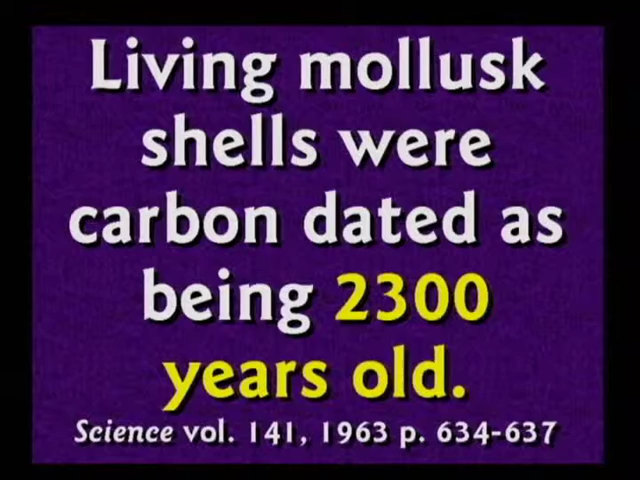 Living mollusk
shells were
carbon dated as
being 2300
years old.
Science vol. 141, 1963 p. 634-637